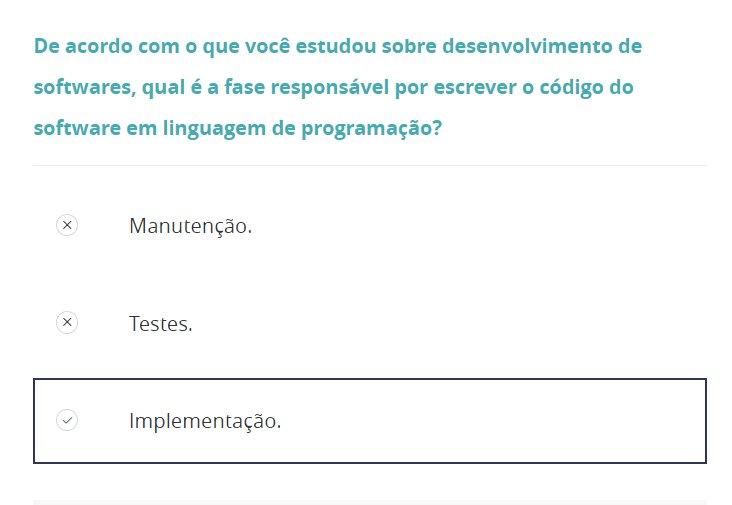 De acordo com o que você estudou sobre desenvolvimento de
softwares, qual é a fase responsável por escrever o código do
software em linguagem de programação?
Manutenção.
Testes.
Implementação.